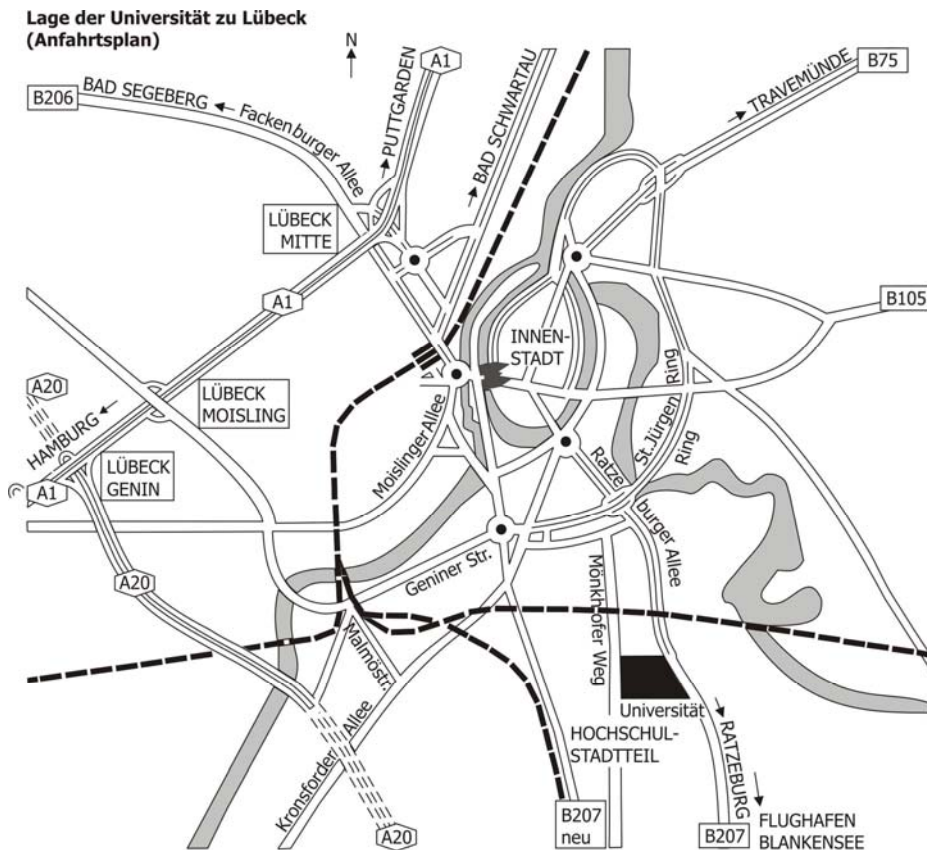 Lage der Universität zu Lübeck
(Anfahrtsplan)
N
A1
B75
B206
BAD SEGEBERG
Fackenburger Allee
PUTTGARDEN
BAD SCHWARTAU
TRAVEMÜNDE
LÜBECK
MITTE
A1
B105
INNEN-
STADT
A20
LÜBECK
MOISLING
HAMBURG
Moislinger Allee
St.Jürgen
Ring
Ring
LÜBECK
GENIN
A1
Ratze
burger Allee
A20
Geniner Str.
Mönkhofer Weg
Malmöstr.
Universität
HOCHSCHUL-
STADTTEIL
Kronsforder Allee
RATZEBURG
A20
B207
neu
B207
FLUGHAFEN
BLANKENSEE